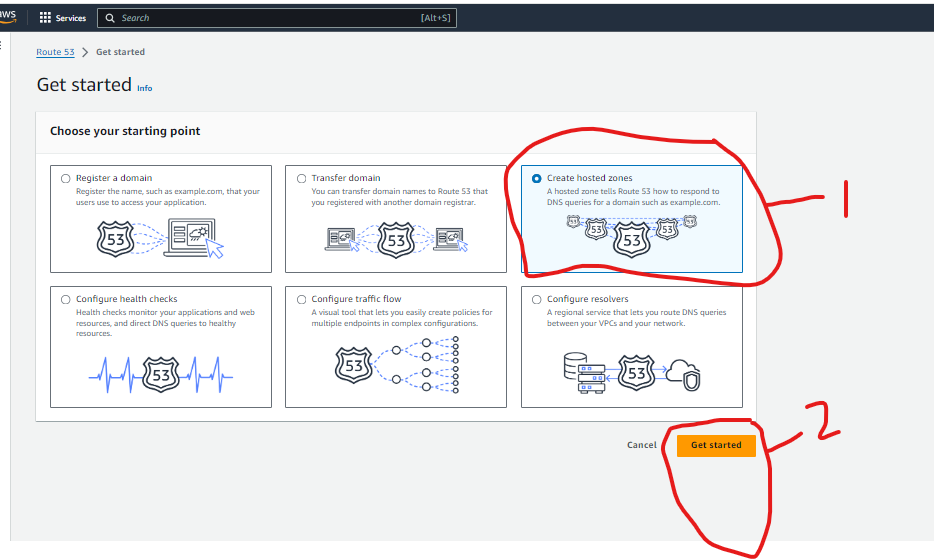 aws
Services
Search
[Alt+S]
Route 53 > Get started
Get started Info
Choose your starting point
Register a domain
Register the name, such as example.com, that your
users use to access your application.
53
Transfer domain
You can transfer domain names to Route 53 that
you registered with another domain registrar.
53
Create hosted zones
A hosted zone tells Route 53 how to respond to
DNS queries for a domain such as example.com.
53 53 53 53 53
1
Configure health checks
Health checks monitor your applications and web
resources, and direct DNS queries to healthy
resources.
53
Configure traffic flow
A visual tool that lets you easily create policies for
multiple endpoints in complex configurations.
53
Configure resolvers
A regional service that lets you route DNS queries
between your VPCs and your network.
53
Cancel
Get started
2